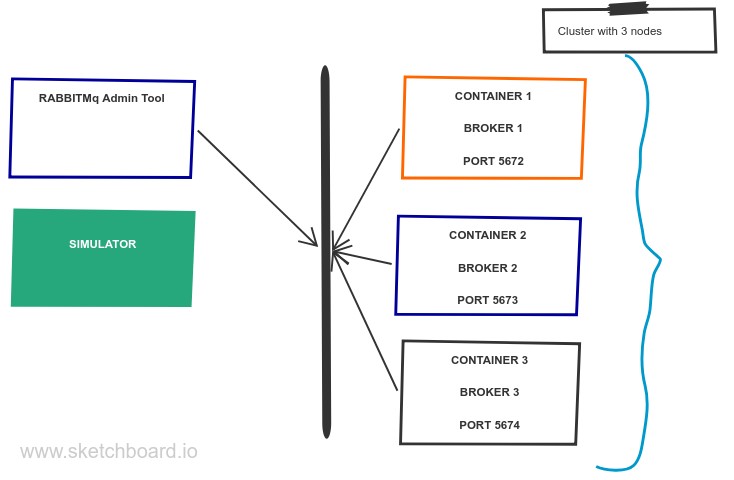 Cluster with 3 nodes
RABBITMq Admin Tool
SIMULATOR
CONTAINER 1
BROKER 1
PORT 5672
CONTAINER 2
BROKER 2
PORT 5673
CONTAINER 3
BROKER 3
PORT 5674
www.sketchboard.io